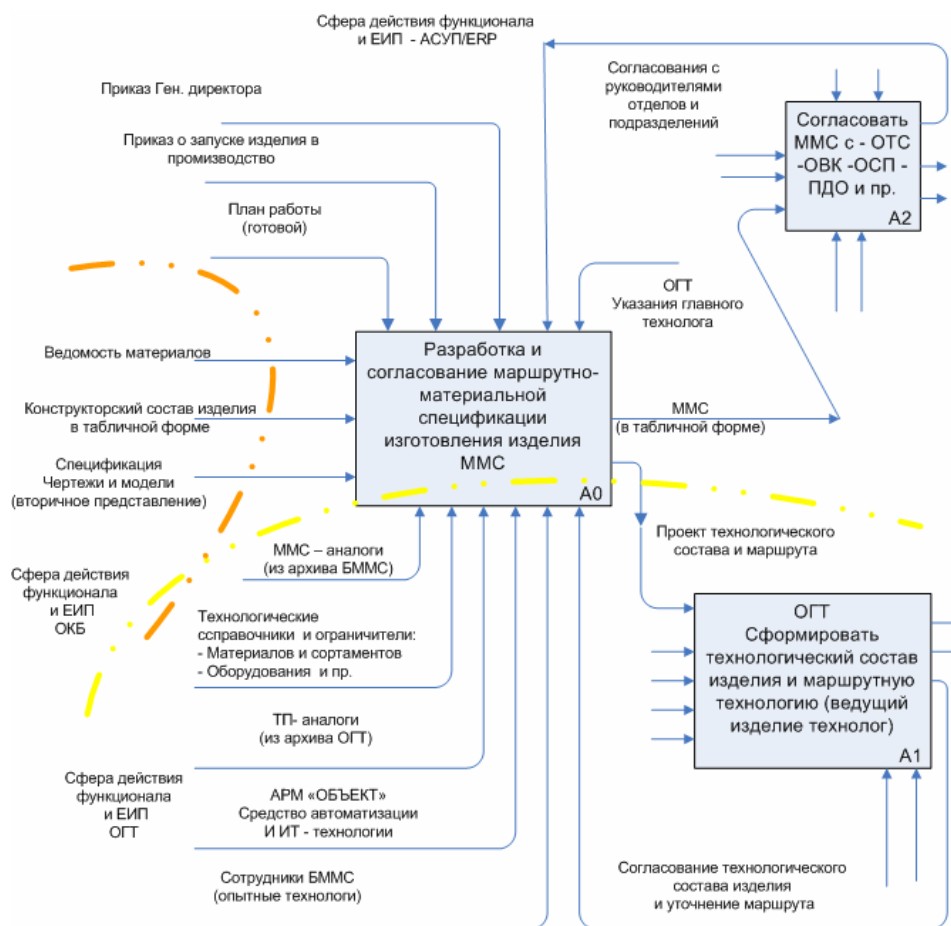 Сфера действия функционала
и ЕИП - АСУП/ERP
Приказ Ген. директора
Приказ о запуске изделия в
промизводство
План работы
(готовой)
Согласования с
руководителями
отделов и
подразделений
Согласовать
ММС с - ОТС
-ОВК -ОСП -
ПДО и пр.
А2
ОГТ
Указания главного
технолога
Ведомость материалов
Конструкторский состав изделия
в табличной форме
Спецификация
Чертежи и модели
(вторичное представление)
Разработка и
согласование маршрутно-
материальной
спецификации
изготовления изделия
ММС
А0
ММС
(в табличной форме)
Проект технологического
состава и маршрута
ММС – аналоги
(из архива БММС)
Сфера действия
функционала
и ЕИП
ОКБ
Технологические
ссправочники и ограничители:
- Материалов и сортаментов
- Оборудования и пр.
ОГТ
Сформировать
технологический состав
изделия и маршрутную
технологию (ведущий
изделие технолог)
А1
ТП- аналоги
(из архива ОГТ)
Сфера действия
функционала
и ЕИП
ОГТ
АРМ «ОБЪЕКТ»
Средство автоматизации
И ИТ - технологии
Сотрудники БММС
(опытные технологи)
Согласование технологического
состава изделия
и уточнение маршрута